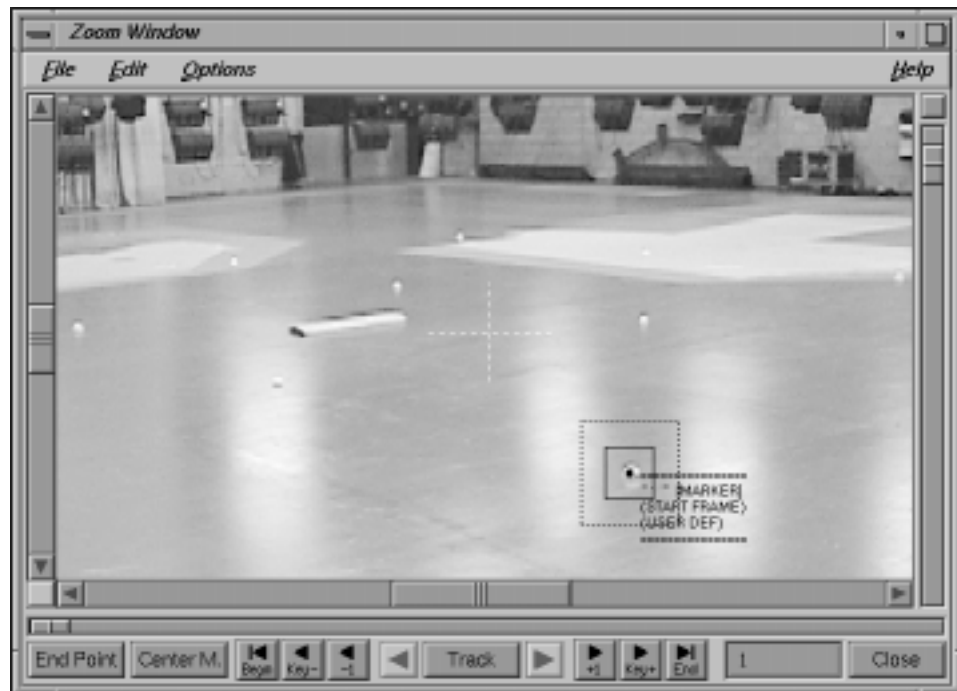 Zoom Window
File Edit Options Help
MARKER
(START FRAME)
(USER DEF)
End Point Center M. Begin Key- -1 Track +1 Key+ End 1 Close